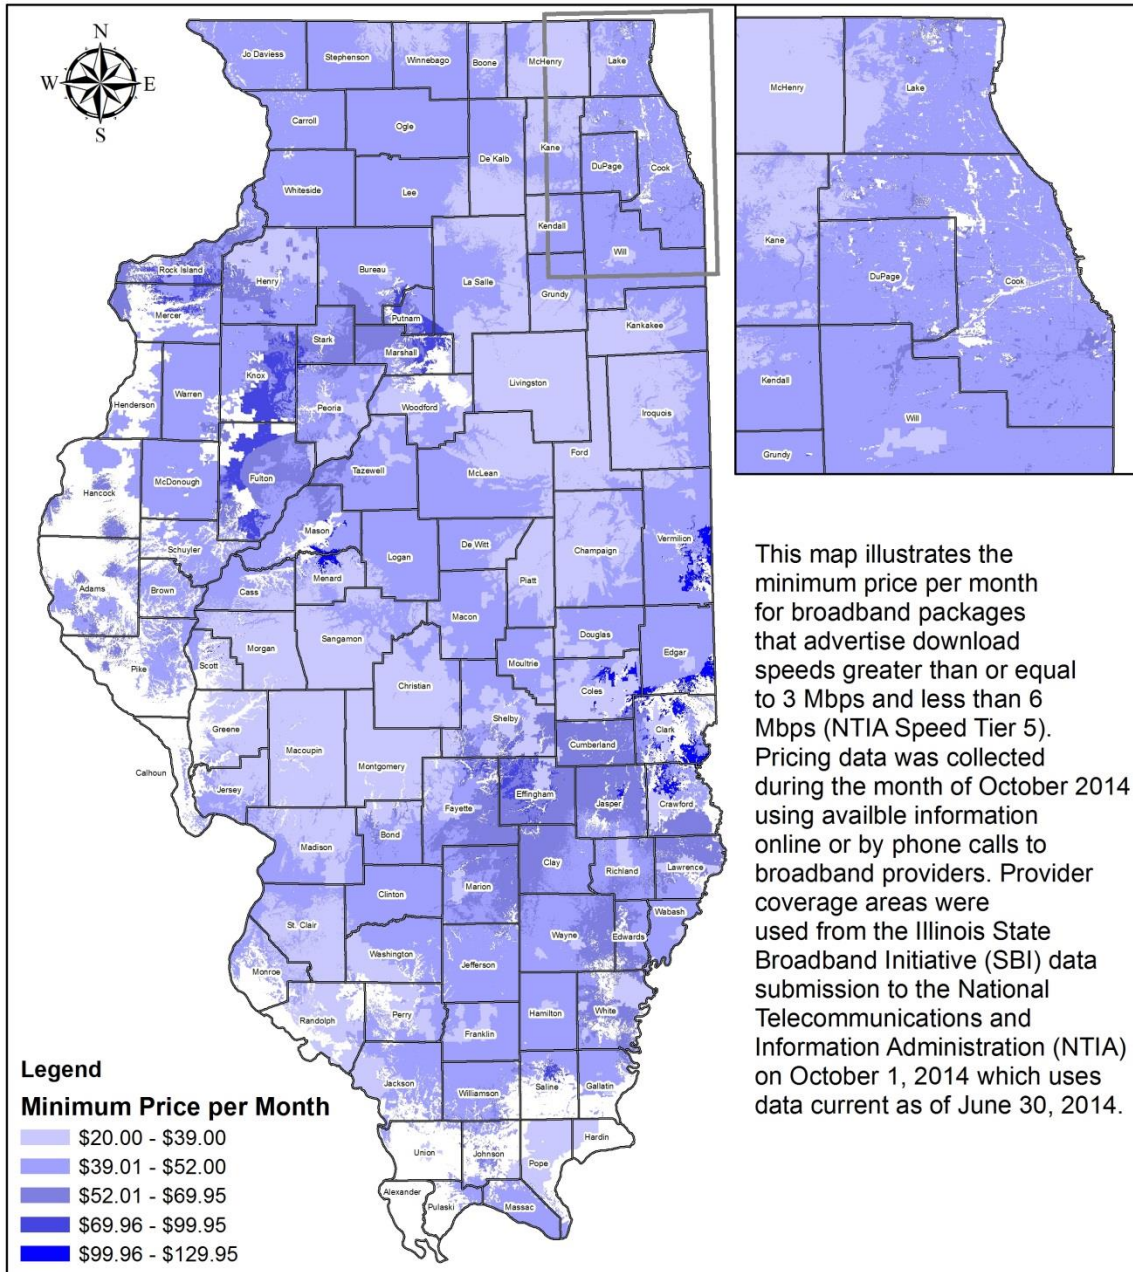 N
W
E
S
Jo Daviess
Stephenson
Winnebago
Boone
McHenry
Lake
Carroll
Ogle
De Kalb
Kane
DuPage
Cook
Whiteside
Lee
Kendall
Will
Rock Island
Henry
Bureau
La Salle
Grundy
Mercer
Putnam
Kankakee
Stark
Marshall
Knox
Livingston
Henderson
Warren
Peoria
Woodford
Iroquois
Ford
Hancock
McDonough
Fulton
Tazewell
McLean
Mason
Schuyler
Logan
De Witt
Champaign
Vermilion
Adams
Brown
Cass
Menard
Piatt
Macon
Douglas
Edgar
Pike
Scott
Morgan
Sangamon
Moultrie
Coles
Christian
Shelby
Greene
Macoupin
Montgomery
Cumberland
Clark
Calhoun
Jersey
Fayette
Effingham
Jasper
Crawford
Madison
Bond
Clay
Richland
Lawrence
Marion
Clinton
St. Clair
Wayne
Edwards
Wabash
Washington
Jefferson
Monroe
Randolph
Perry
Hamilton
White
Franklin
Jackson
Williamson
Saline
Gallatin
Union
Johnson
Pope
Hardin
Alexander
Pulaski
Massac
McHenry
Lake
Kane
DuPage
Cook
Kendall
Will
Grundy
This map illustrates the
minimum price per month
for broadband packages
that advertise download
speeds greater than or equal
to 3 Mbps and less than 6
Mbps (NTIA Speed Tier 5).
Pricing data was collected
during the month of October 2014
using availble information
online or by phone calls to
broadband providers. Provider
coverage areas were
used from the Illinois State
Broadband Initiative (SBI) data
submission to the National
Telecommunications and
Information Administration (NTIA)
on October 1, 2014 which uses
data current as of June 30, 2014.
Legend
Minimum Price per Month
$20.00 - $39.00
$39.01 - $52.00
$52.01 - $69.95
$69.96 - $99.95
$99.96 - $129.95